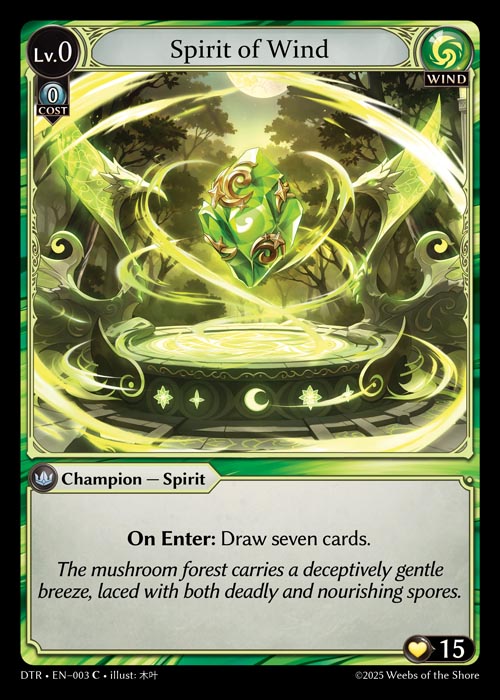 Lv.0
Spirit of Wind
WIND
0
COST
Champion — Spirit
On Enter: Draw seven cards.
The mushroom forest carries a deceptively gentle
breeze, laced with both deadly and nourishing spores.
15
DTR • EN–003 C • illust: 木叶
©2025 Weebs of the Shore